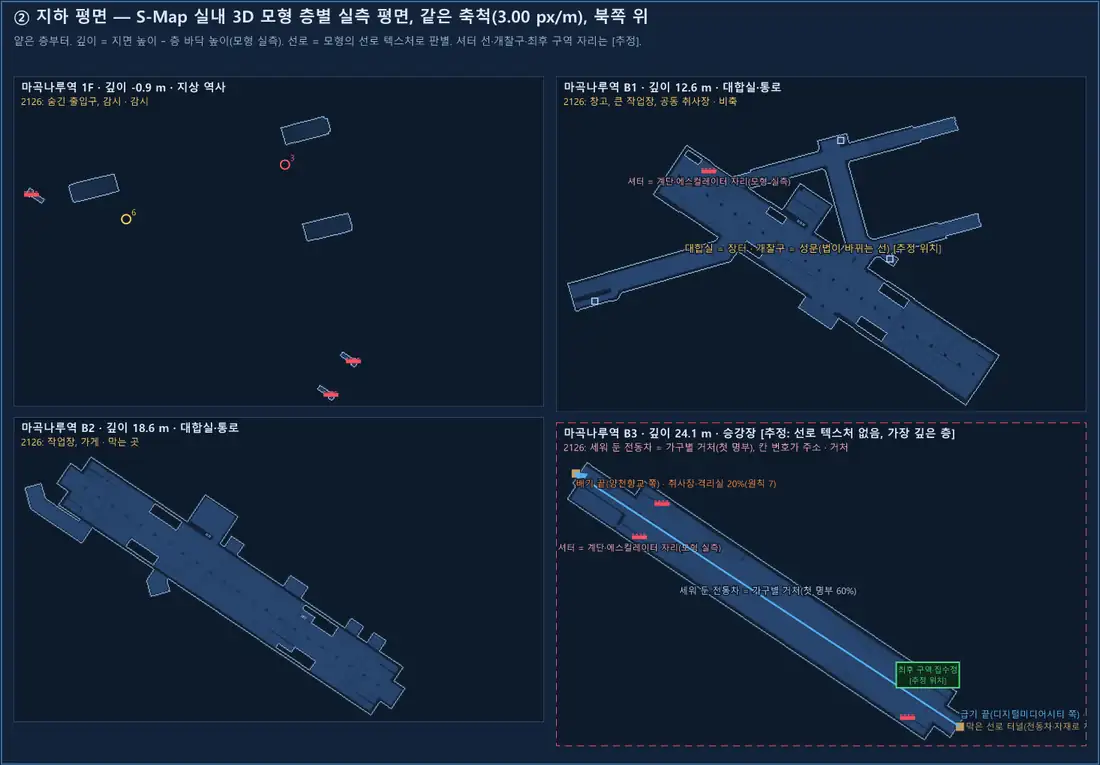 ② 지하 평면 — S-Map 실내 3D 모형 층별 실측 평면, 같은 축척(3.00 px/m), 북쪽 위
얕은 층부터. 깊이 = 지면 높이 − 층 바닥 높이(모형 실측). 선로 = 모형의 선로 텍스처로 판별. 셔터 선·개찰구·최후 구역 자리는 [추정].
마곡나루역 1F · 깊이 -0.9 m · 지상 역사
2126: 숨긴 출입구, 감시 · 감시
3
6
마곡나루역 B1 · 깊이 12.6 m · 대합실·통로
2126: 창고, 큰 작업장, 공동 취사장 · 비축
셔터 = 계단·에스컬레이터 자리(모형 실측)
대합실 = 장터 · 개찰구 = 성문(법이 바뀌는 선) [추정 위치]
마곡나루역 B2 · 깊이 18.6 m · 대합실·통로
2126: 작업장, 가게 · 막는 곳
마곡나루역 B3 · 깊이 24.1 m · 승강장 [추정: 선로 텍스처 없음, 가장 깊은 층]
2126: 세워 둔 전동차 = 가구별 거처(첫 명부), 칸 번호가 주소 · 거처
배기 끝(양천향교 쪽) · 취사장·격리실 20%(원칙 7)
셔터 = 계단·에스컬레이터 자리(모형 실측)
세워 둔 전동차 = 가구별 거처(첫 명부 60%)
최후 구역·집수정
[추정 위치]
급기 끝(디지털미디어시티 쪽)
막은 선로 터널(전동차·자재로